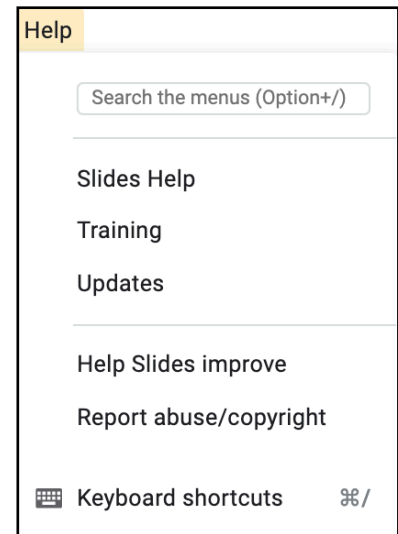 Help
Search the menus (Option+/)
Slides Help
Training
Updates
Help Slides improve
Report abuse/copyright
Keyboard shortcuts ⌘/